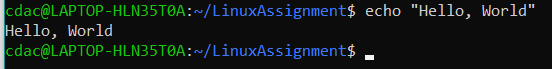 cdac@LAPTOP-HLN35T0A:~/LinuxAssignment$ echo "Hello, World"
Hello, World
cdac@LAPTOP-HLN35T0A:~/LinuxAssignment$